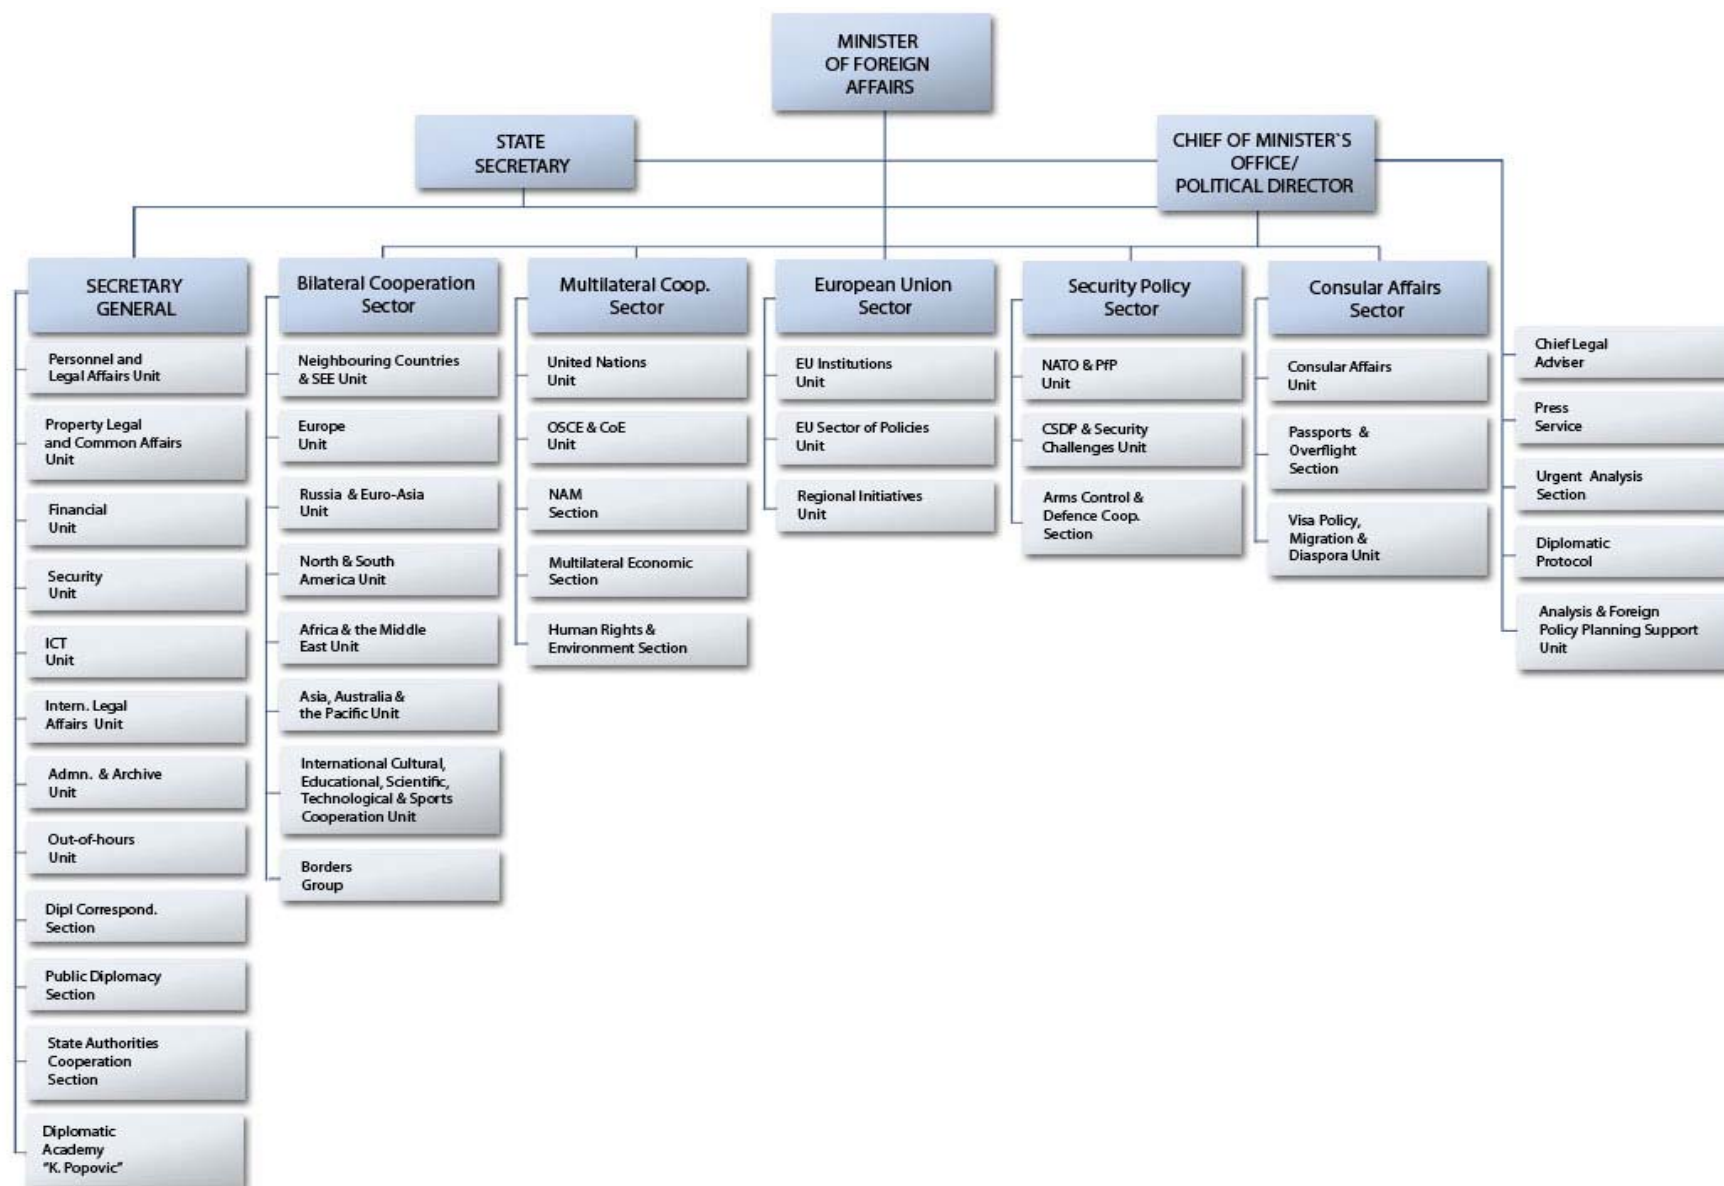 MINISTER
OF FOREIGN
AFFAIRS
STATE
SECRETARY
CHIEF OF MINISTER`S
OFFICE/
POLITICAL DIRECTOR
SECRETARY
GENERAL
Personnel and
Legal Affairs Unit
Property Legal
and Common Affairs
Unit
Financial
Unit
Security
Unit
ICT
Unit
Intern. Legal
Affairs Unit
Admn. & Archive
Unit
Out-of-hours
Unit
Dipl Correspond.
Section
Public Diplomacy
Section
State Authorities
Cooperation
Section
Diplomatic
Academy
"K. Popovic"
Bilateral Cooperation
Sector
Neighbouring Countries
& SEE Unit
Europe
Unit
Russia & Euro-Asia
Unit
North & South
America Unit
Africa & the Middle
East Unit
Asia, Australia &
the Pacific Unit
International Cultural,
Educational, Scientific,
Technological & Sports
Cooperation Unit
Borders
Group
Multilateral Coop.
Sector
United Nations
Unit
OSCE & CoE
Unit
NAM
Section
Multilateral Economic
Section
Human Rights &
Environment Section
European Union
Sector
EU Institutions
Unit
EU Sector of Policies
Unit
Regional Initiatives
Unit
Security Policy
Sector
NATO & PfP
Unit
CSDP & Security
Challenges Unit
Arms Control &
Defence Coop.
Section
Consular Affairs
Sector
Consular Affairs
Unit
Passports &
Overflight
Section
Visa Policy,
Migration &
Diaspora Unit
Chief Legal
Adviser
Press
Service
Urgent Analysis
Section
Diplomatic
Protocol
Analysis & Foreign
Policy Planning Support
Unit